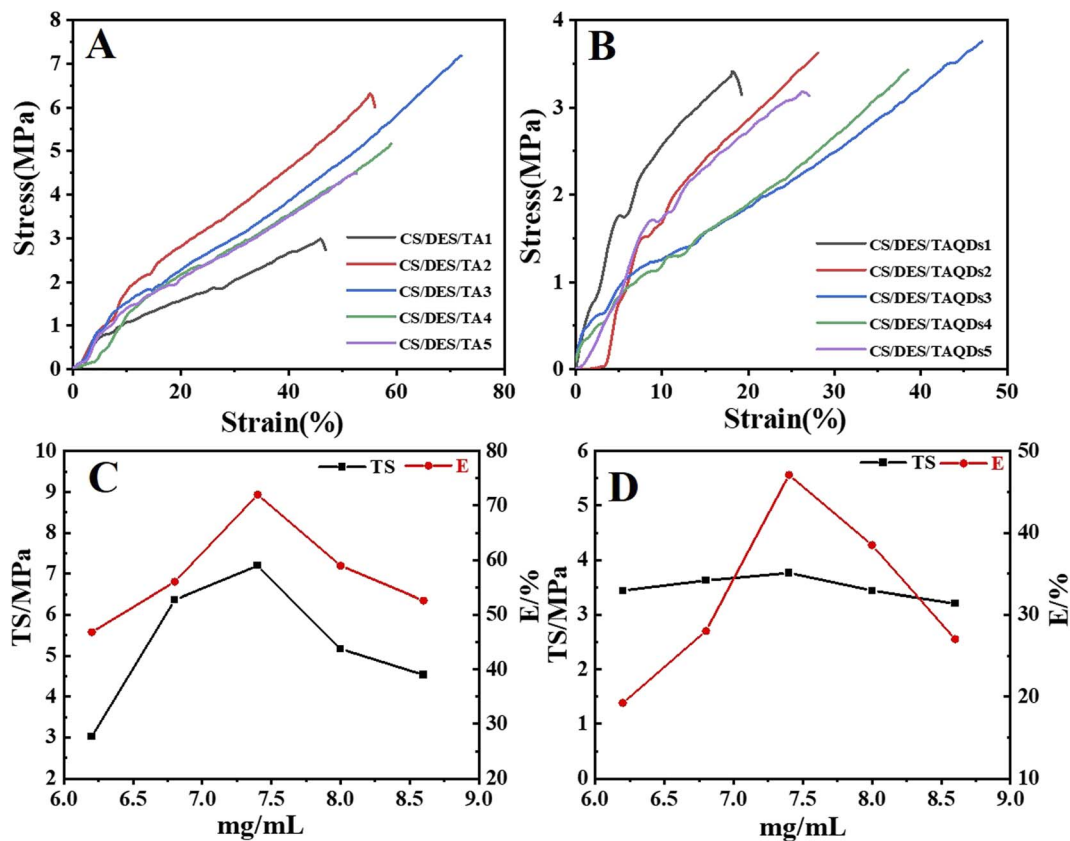 A
Stress(MPa)
8
7
6
5
4
3
2
1
0
0 20 40 60 80
Strain(%)
CS/DES/TA1
CS/DES/TA2
CS/DES/TA3
CS/DES/TA4
CS/DES/TA5
B
Stress(MPa)
4
3
2
1
0
0 10 20 30 40 50
Strain(%)
CS/DES/TAQDs1
CS/DES/TAQDs2
CS/DES/TAQDs3
CS/DES/TAQDs4
CS/DES/TAQDs5
C
TS E
TS/MPa
10
9
8
7
6
5
4
3
2
E/%
80
70
60
50
40
30
20
6.0 6.5 7.0 7.5 8.0 8.5 9.0
mg/mL
D
TS E
TS/MPa
6
5
4
3
2
1
0
E/%
50
40
30
20
10
6.0 6.5 7.0 7.5 8.0 8.5 9.0
mg/mL